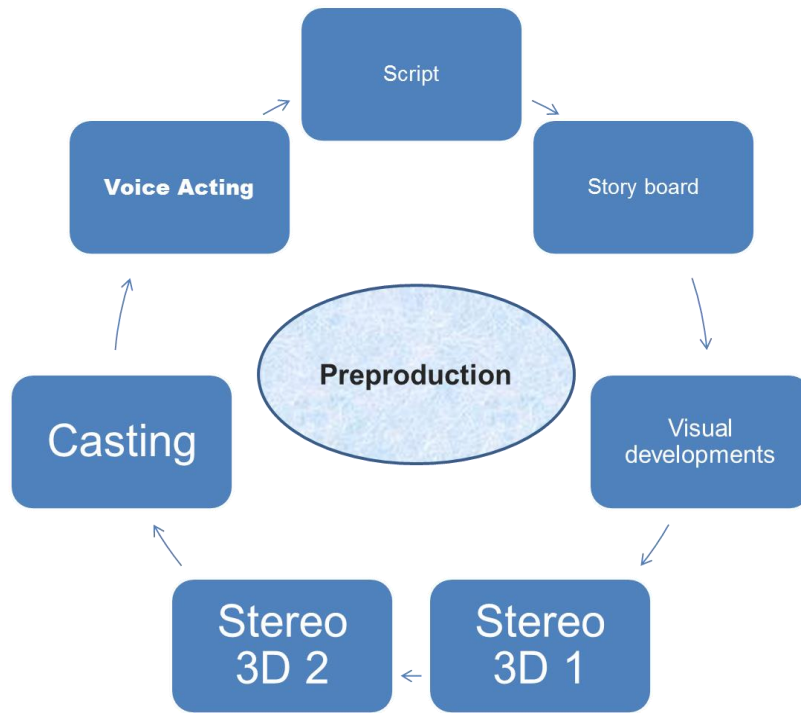 Script
Story board
Visual
developments
Stereo
3D 1
Stereo
3D 2
Casting
Voice Acting
Preproduction